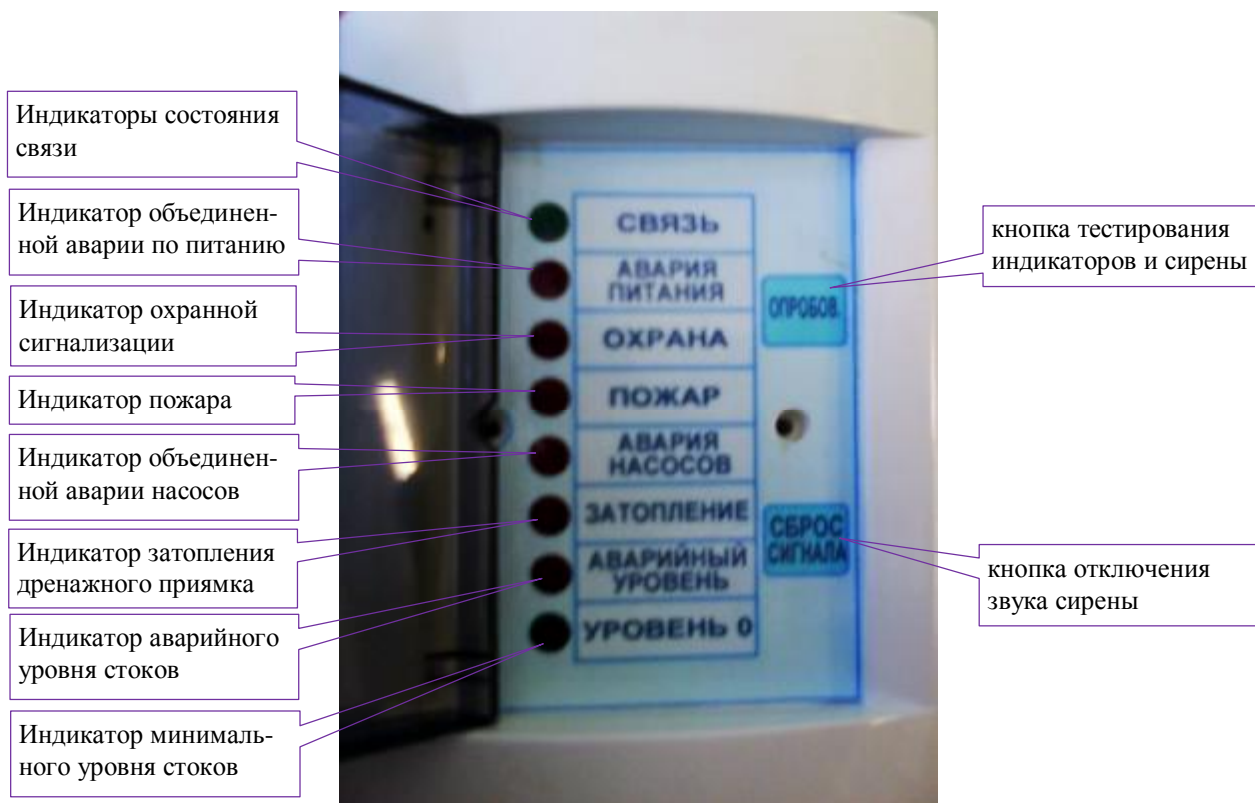 Индикаторы состояния
связи
Индикатор объединен-
ной аварии по питанию
Индикатор охранной
сигнализации
Индикатор пожара
Индикатор объединен-
ной аварии насосов
Индикатор затопления
дренажного приямка
Индикатор аварийного
уровня стоков
Индикатор минималь-
ного уровня стоков
СВЯЗЬ
АВАРИЯ
ПИТАНИЯ
ОХРАНА
ПОЖАР
АВАРИЯ
НАСОСОВ
ЗАТОПЛЕНИЕ
АВАРИЙНЫЙ
УРОВЕНЬ
УРОВЕНЬ 0
ОПРОБОВ.
СБРОС
СИГНАЛА
кнопка тестирования
индикаторов и сирены
кнопка отключения
звука сирены